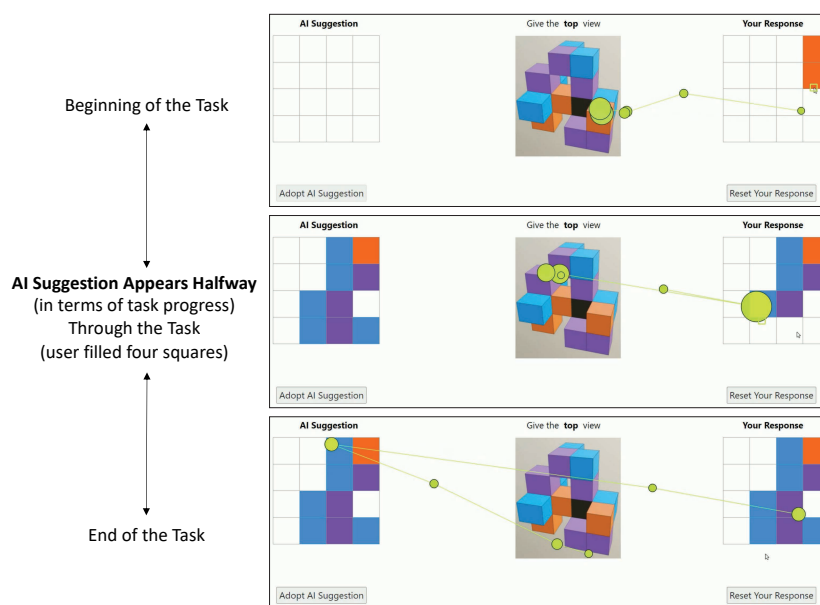 AI Suggestion
Give the top view
Your Response
Beginning of the Task
Adopt AI Suggestion
Reset Your Response
AI Suggestion
Give the top view
Your Response
AI Suggestion Appears Halfway
(in terms of task progress)
Through the Task
(user filled four squares)
Adopt AI Suggestion
Reset Your Response
AI Suggestion
Give the top view
Your Response
End of the Task
Adopt AI Suggestion
Reset Your Response